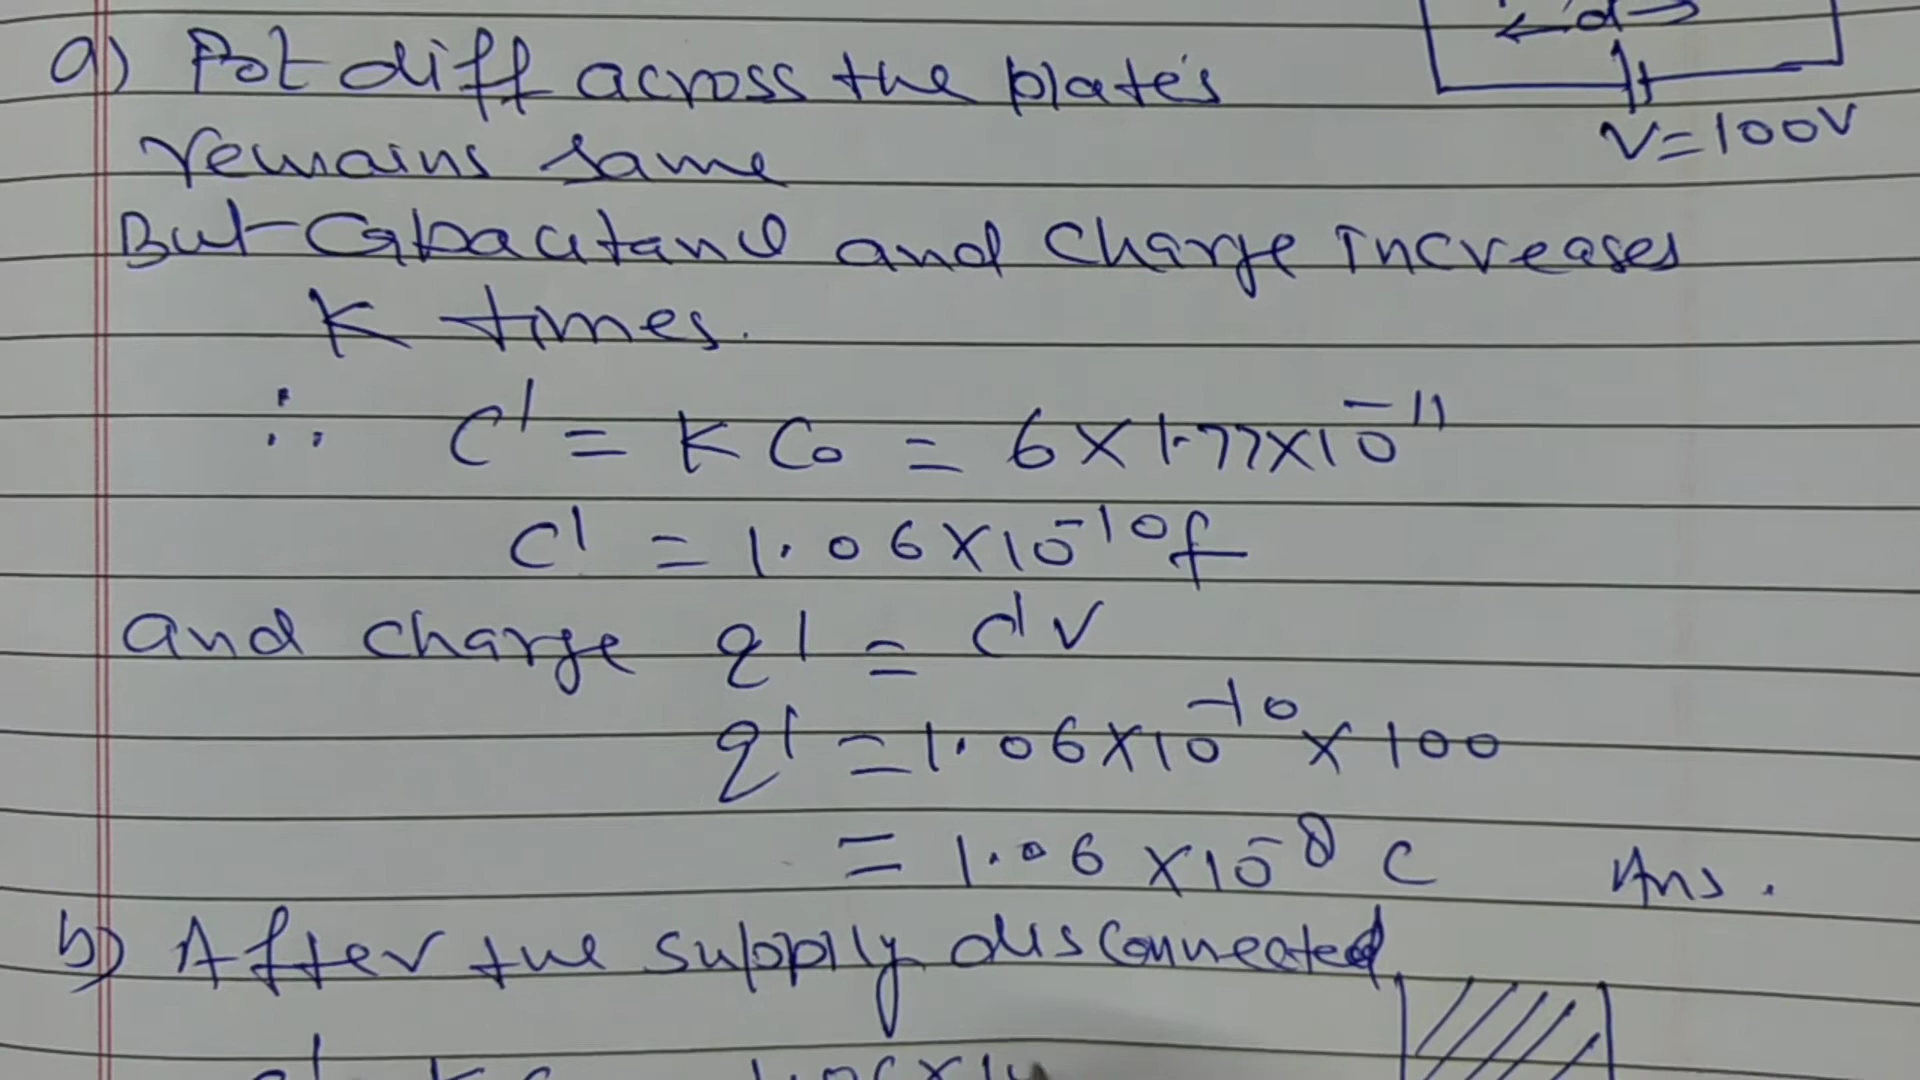 d
V=100V
a) Pot diff across the plates
remains same
But Capacitance and charge increases
K times.
∴ C' = K C₀ = 6×1.77×10⁻¹¹
C' = 1.06×10⁻¹⁰f
and charge q' = C'V
q' = 1.06×10⁻¹⁰ × 100
= 1.06 ×10⁻⁸ C Ans.
b) After the supply disconnected